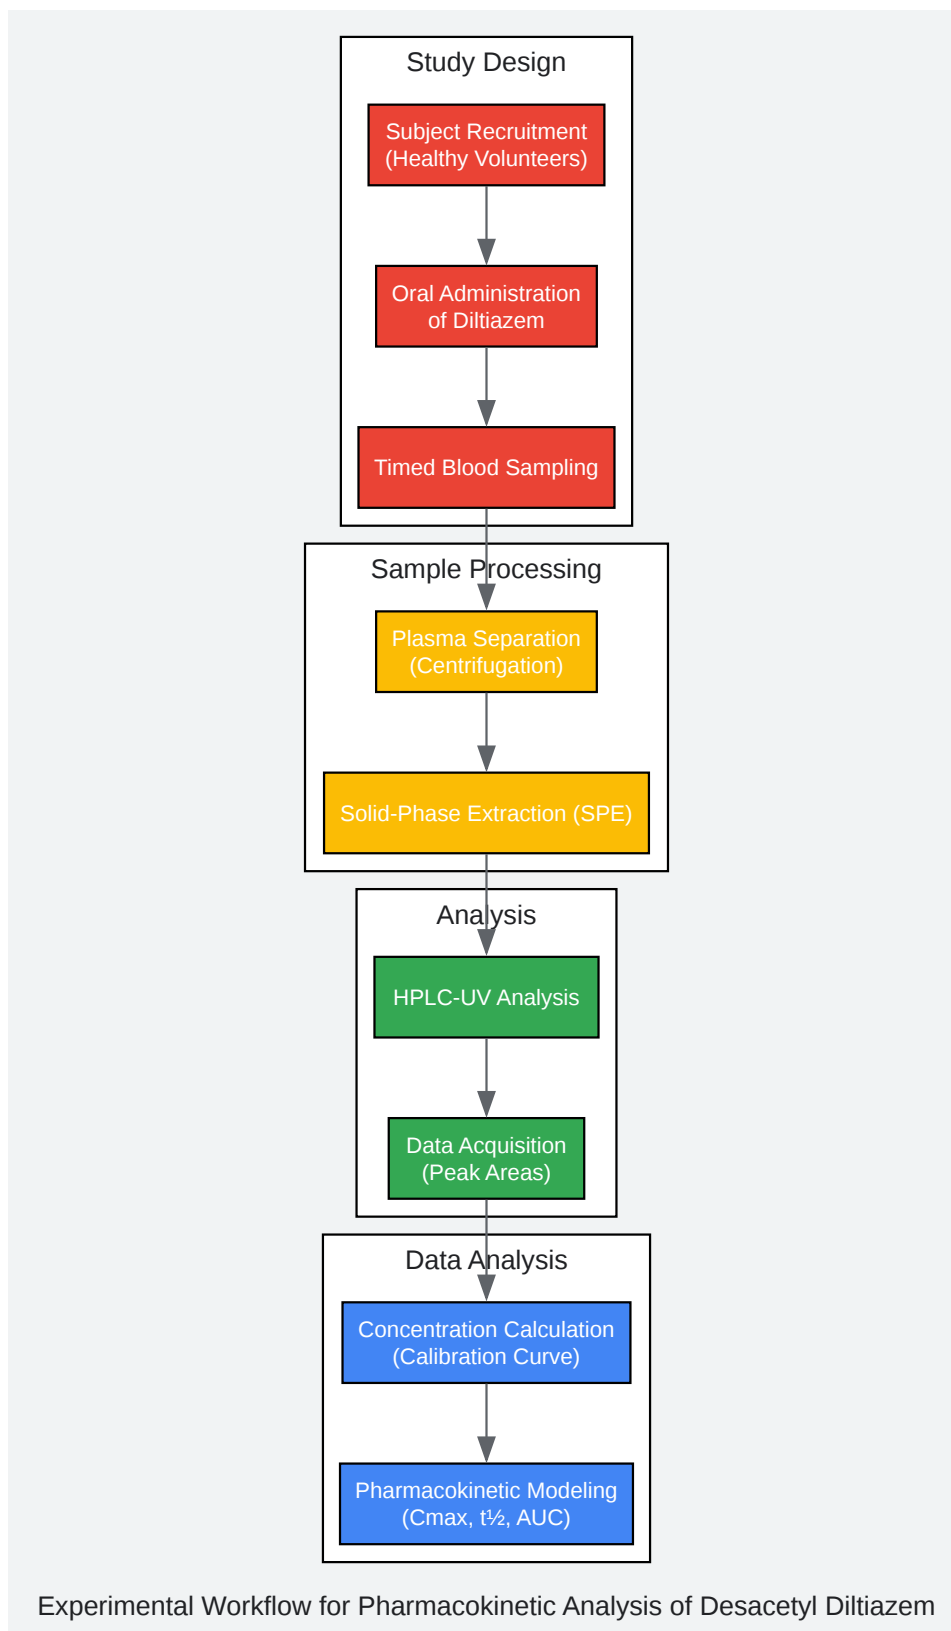 Study Design
Subject Recruitment
(Healthy Volunteers)
Oral Administration
of Diltiazem
Timed Blood Sampling
Sample Processing
Plasma Separation
(Centrifugation)
Solid-Phase Extraction (SPE)
Analysis
HPLC-UV Analysis
Data Acquisition
(Peak Areas)
Data Analysis
Concentration Calculation
(Calibration Curve)
Pharmacokinetic Modeling
(Cmax, t½, AUC)
Experimental Workflow for Pharmacokinetic Analysis of Desacetyl Diltiazem